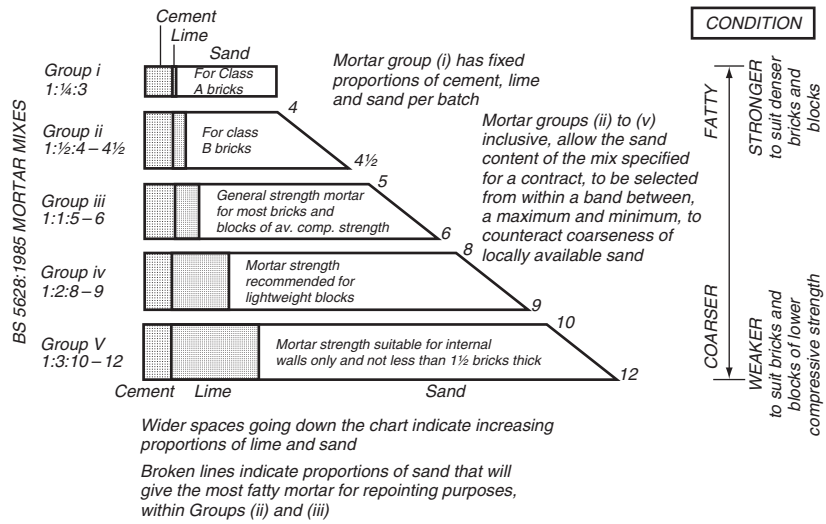 Cement
Lime
Sand
CONDITION
BS 5628:1985 MORTAR MIXES
Group i
1:¼:3
For Class
A bricks
Mortar group (i) has fixed
proportions of cement, lime
and sand per batch
Group ii
1:½:4–4½
For class
B bricks
4
4½
Mortar groups (ii) to (v)
inclusive, allow the sand
content of the mix specified
for a contract, to be selected
from within a band between,
a maximum and minimum, to
counteract coarseness of
locally available sand
Group iii
1:1:5–6
General strength mortar
for most bricks and
blocks of av. comp. strength
5
6
Group iv
1:2:8–9
Mortar strength
recommended for
lightweight blocks
8
9
Group V
1:3:10–12
Mortar strength suitable for internal
walls only and not less than 1½ bricks thick
10
12
Cement
Lime
Sand
FATTY
STRONGER
to suit denser
bricks and
blocks
COARSER
WEAKER
to suit bricks and
blocks of lower
compressive strength
Wider spaces going down the chart indicate increasing
proportions of lime and sand
Broken lines indicate proportions of sand that will
give the most fatty mortar for repointing purposes,
within Groups (ii) and (iii)